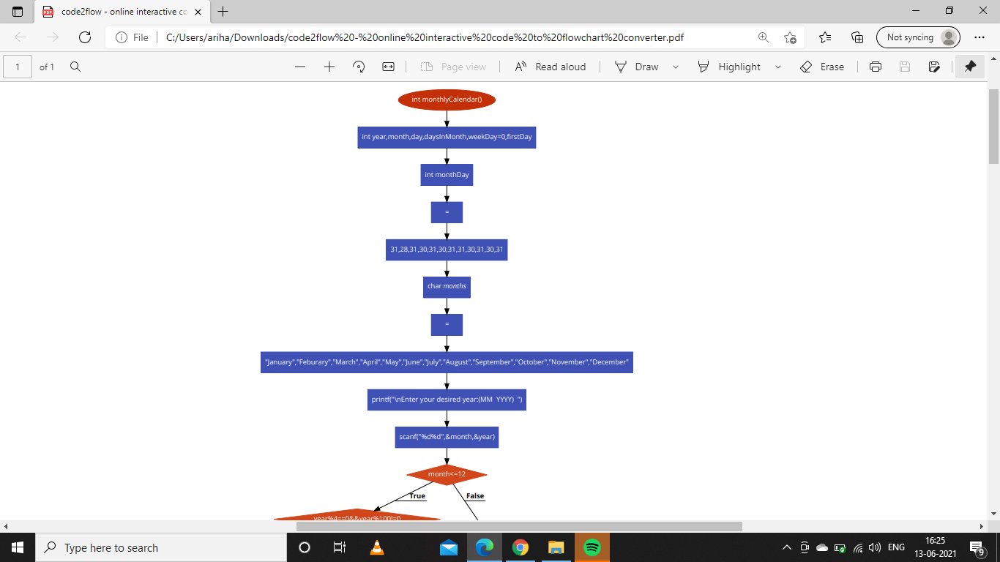 code2flow - online interactive co
File
C:/Users/ariha/Downloads/code2flow%20-%20online%20interactive%20code%20to%20flowchart%20converter.pdf
Not syncing
1 of 1
Page view
Read aloud
Draw
Highlight
Erase
int monthlyCalendar()
int year,month,day,daysInMonth,weekDay=0,firstDay
int monthDay
=
31,28,31,30,31,30,31,31,30,31,30,31
char months
=
"January","Feburary","March","April","May","June","July","August","September","October","November","December"
printf("\nEnter your desired year:(MM  YYYY)  ")
scanf("%d%d",&month,&year)
month<=12
True
False
year%4==0&&year%100!=0
Type here to search
ENG
16:25
13-06-2021
9